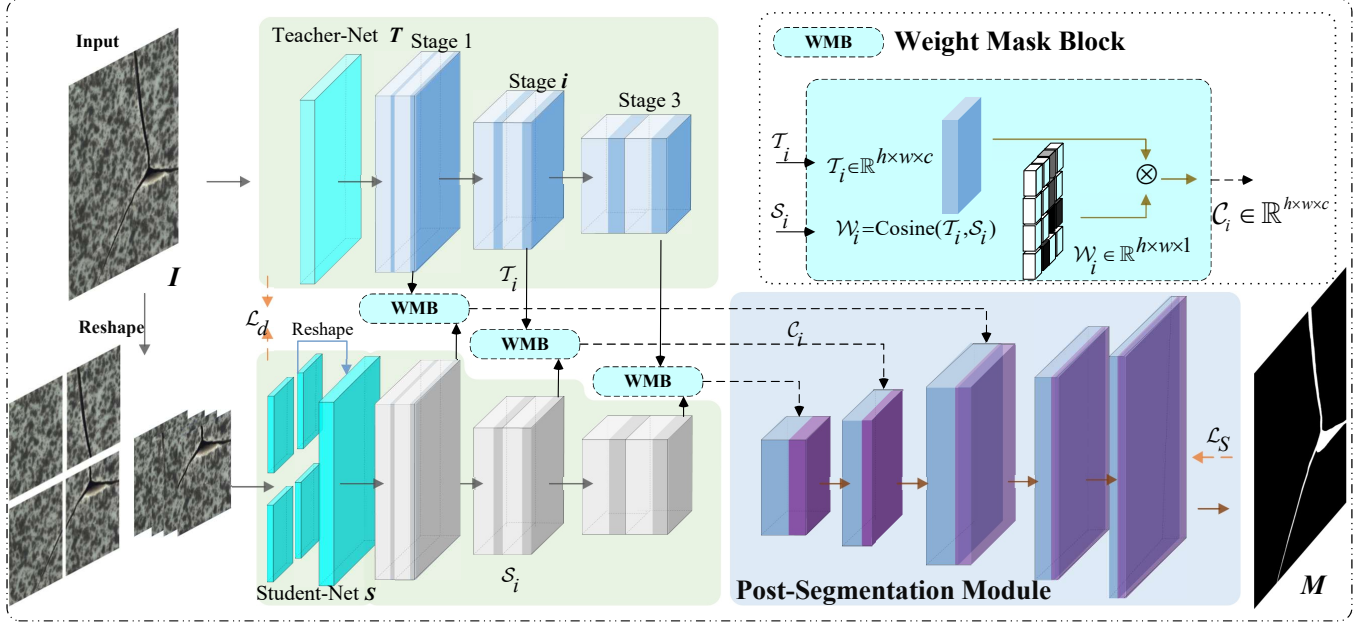 Input
I
Reshape
Teacher-Net T
Stage 1
Stage i
Stage 3
WMB Weight Mask Block
𝒯_i
𝒯_i∈ℝ^{h×w×c}
𝒮_i
𝒲_i=Cosine(𝒯_i,𝒮_i)
𝒲_i∈ℝ^{h×w×1}
⊗
𝒞_i∈ℝ^{h×w×c}
𝒯_i
WMB
WMB
WMB
𝒞_i
ℒ_d
Reshape
Student-Net S
𝒮_i
Post-Segmentation Module
ℒ_S
M